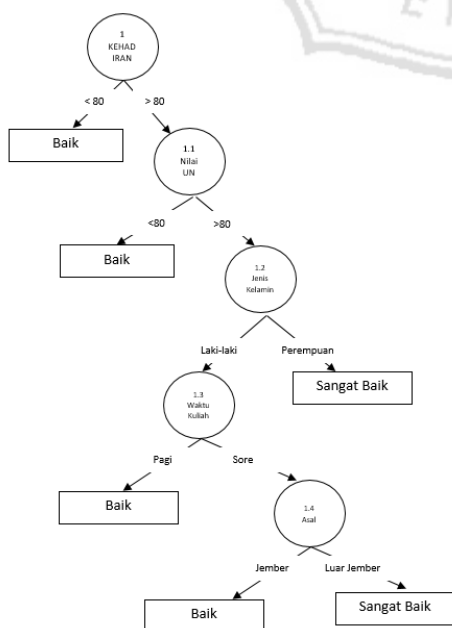 1
KEHAD
IRAN
< 80
> 80
Baik
1.1
Nilai
UN
<80
>80
Baik
1.2
Jenis
Kelamin
Laki-laki
Perempuan
1.3
Waktu
Kuliah
Sangat Baik
Pagi
Sore
Baik
1.4
Asal
Jember
Luar Jember
Baik
Sangat Baik